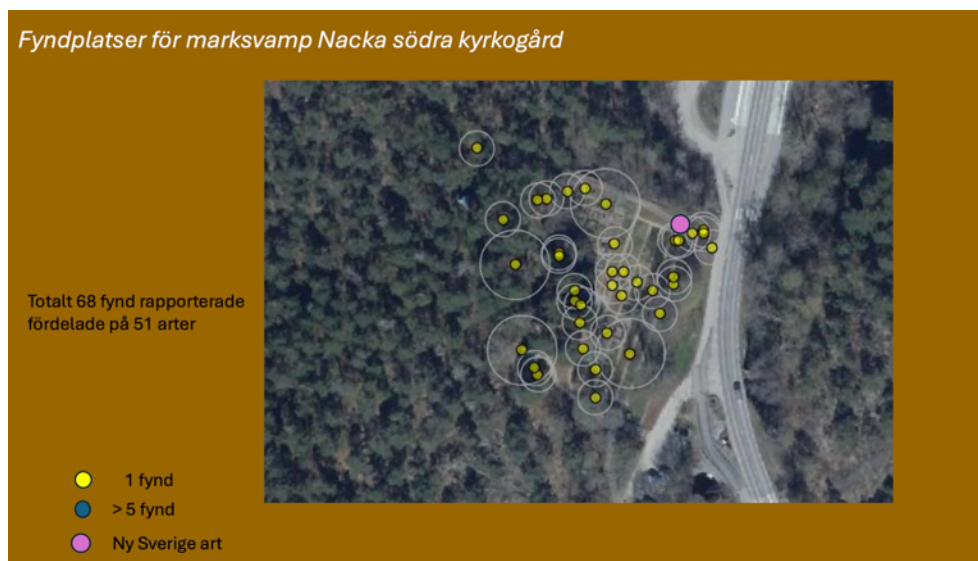 Fyndplatser för marksvamp Nacka södra kyrkogård
Totalt 68 fynd rapporterade
fördelade på 51 arter
1 fynd
> 5 fynd
Ny Sverige art